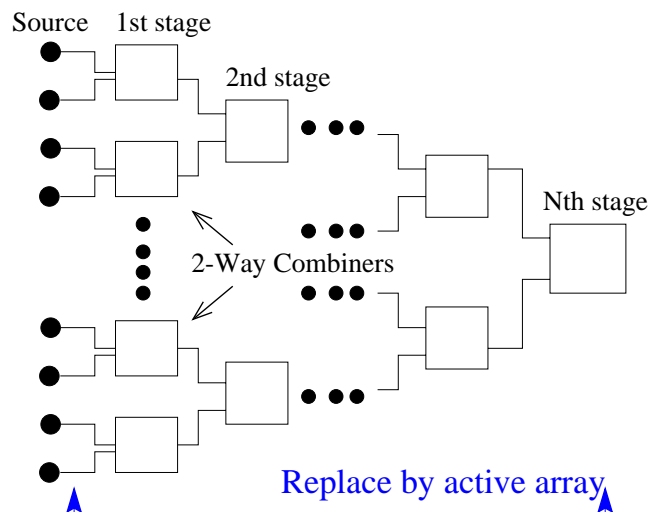 Source
1st stage
2nd stage
Nth stage
2-Way Combiners
Replace by active array